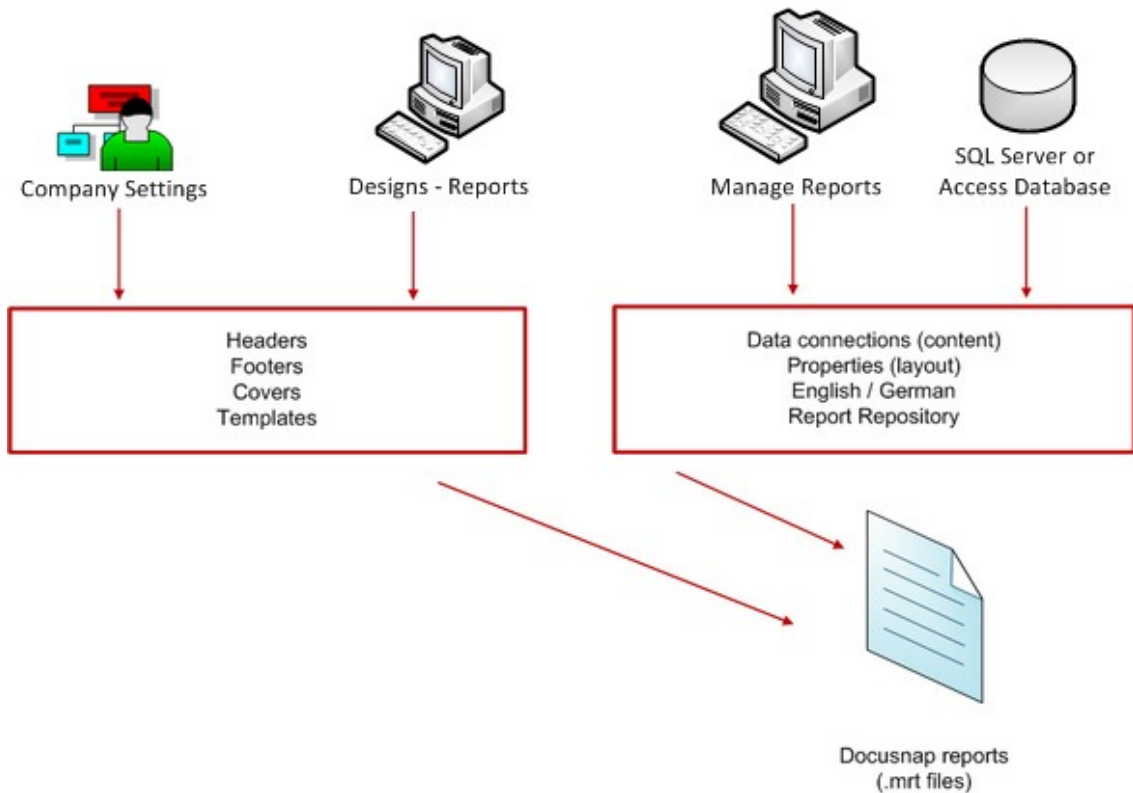 Company Settings
Designs - Reports
Manage Reports
SQL Server or
Access Database
Headers
Footers
Covers
Templates
Data connections (content)
Properties (layout)
English / German
Report Repository
Docusnap reports
(.mrt files)